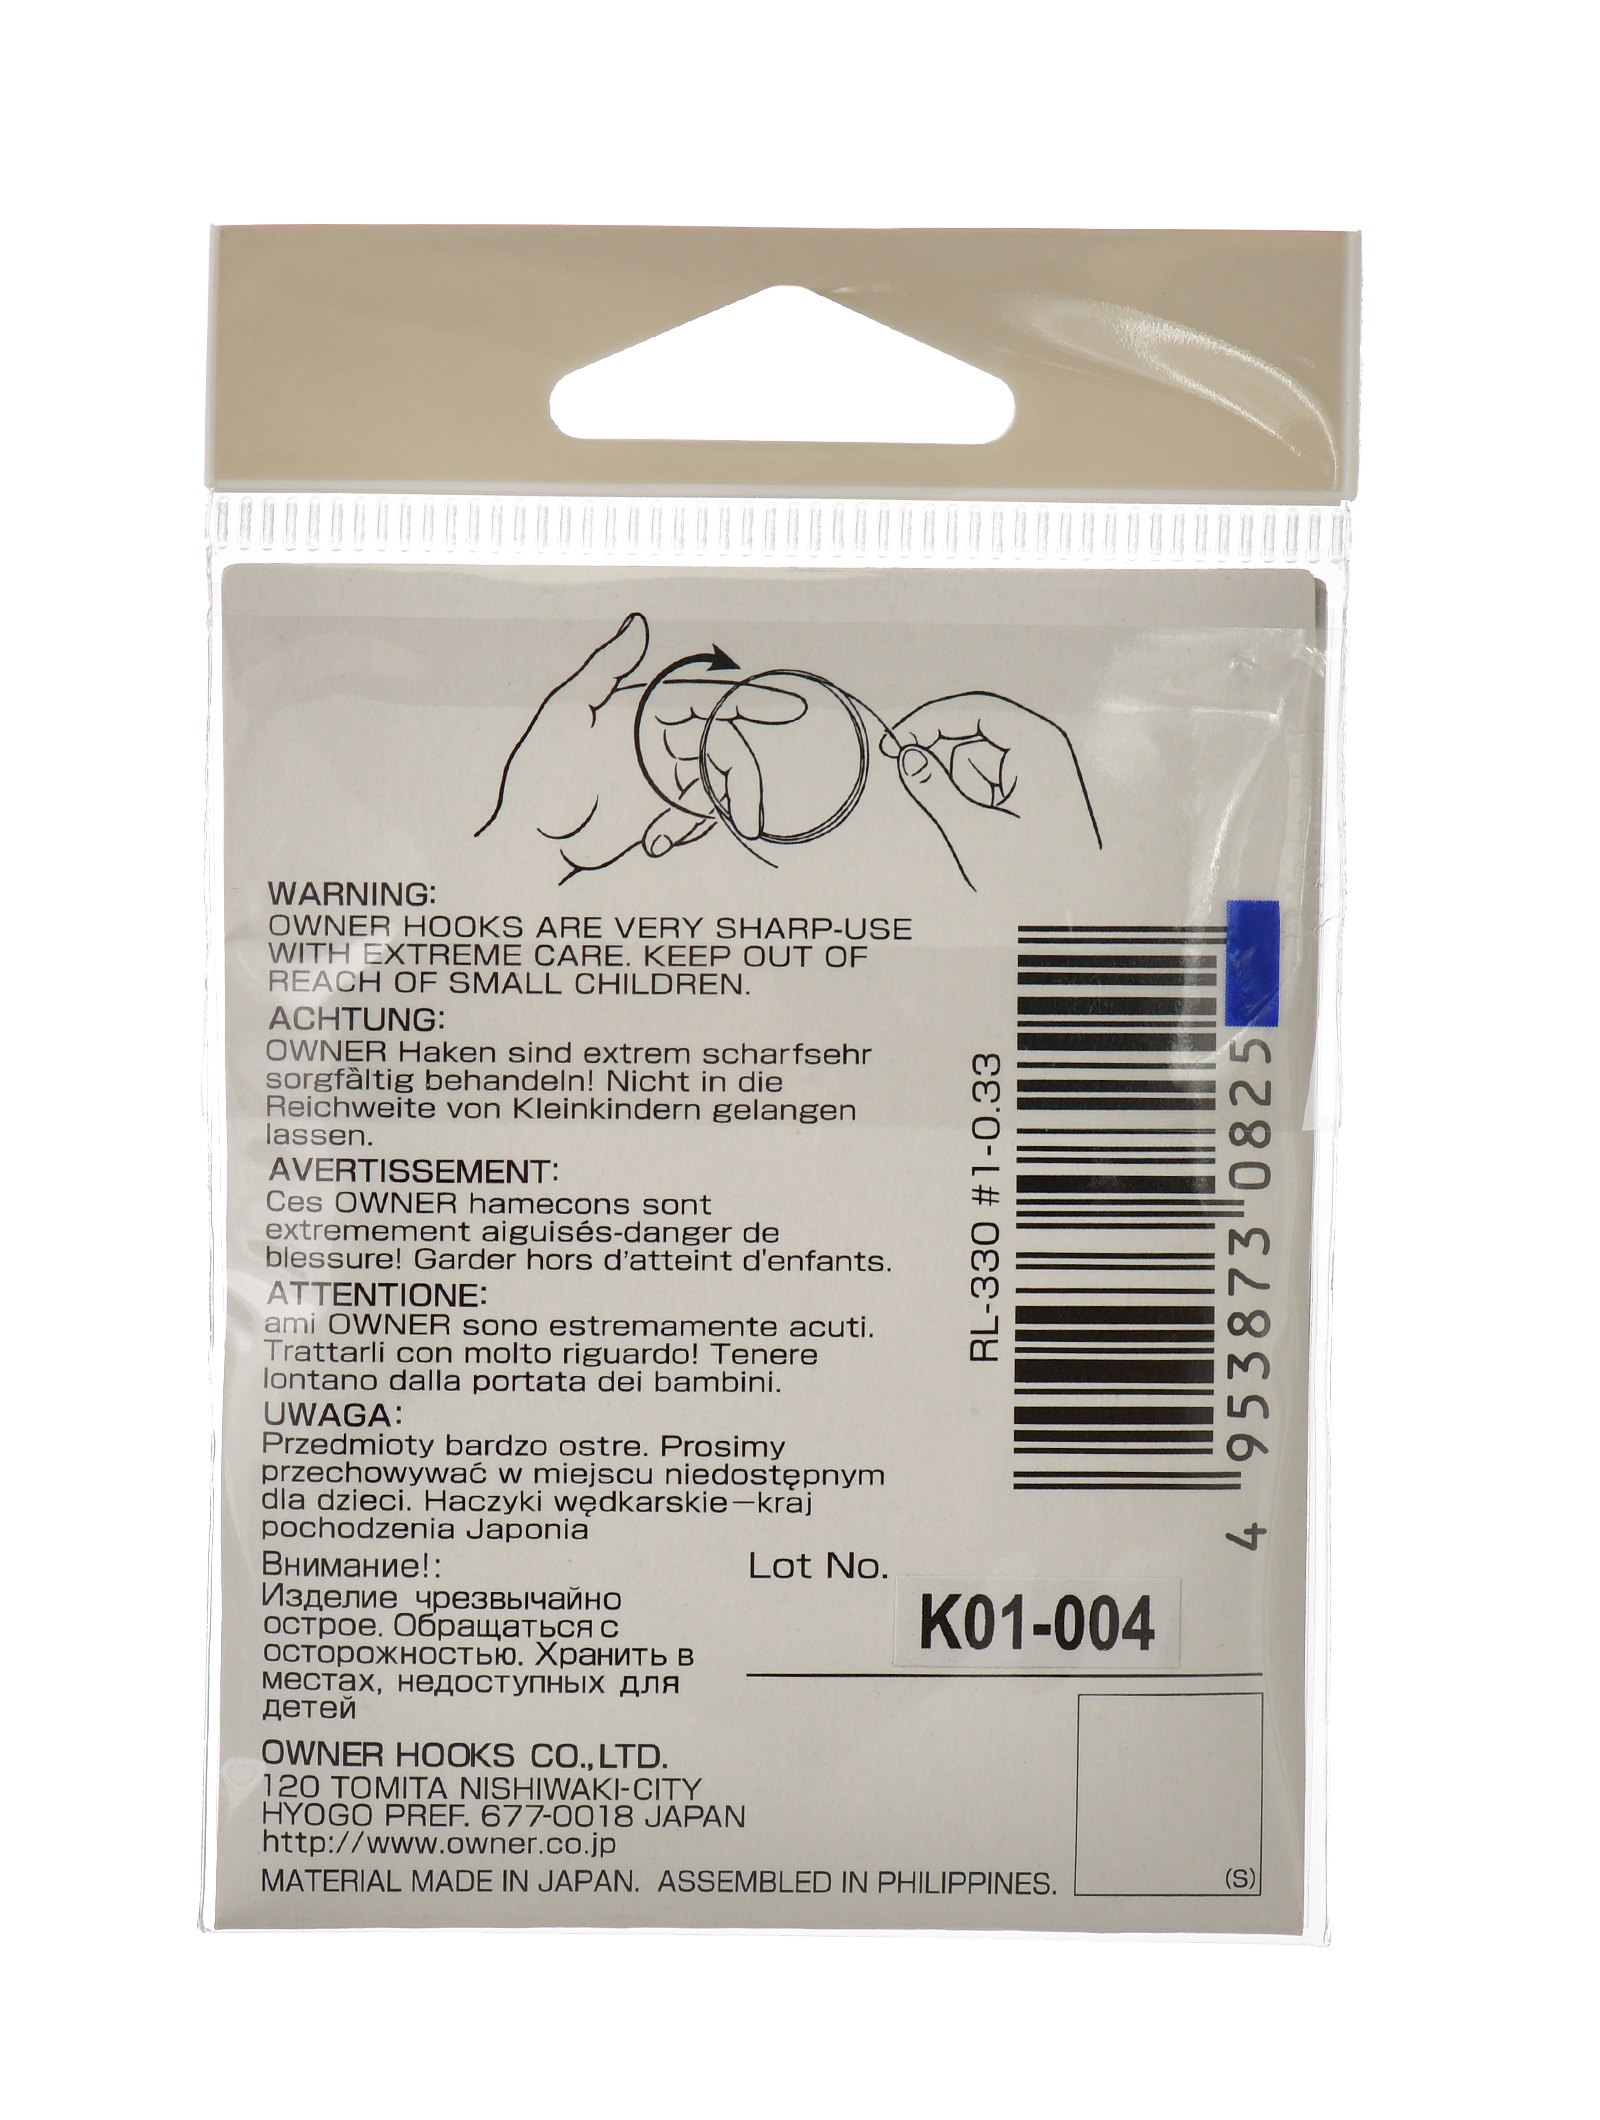 WARNING:
OWNER HOOKS ARE VERY SHARP-USE
WITH EXTREME CARE. KEEP OUT OF
REACH OF SMALL CHILDREN.
ACHTUNG:
OWNER Haken sind extrem scharfsehr
sorgfältig behandeln! Nicht in die
Reichweite von Kleinkindern gelangen
lassen.
AVERTISSEMENT:
Ces OWNER hamecons sont
extremement aiguisés-danger de
blessure! Garder hors d'atteint d'enfants.
ATTENTIONE:
ami OWNER sono estremamente acuti.
Trattarli con molto riguardo! Tenere
lontano dalla portata dei bambini.
UWAGA:
Przedmioty bardzo ostre. Prosimy
przechowywać w miejscu niedostępnym
dla dzieci. Haczyki wędkarskie—kraj
pochodzenia Japonia
Внимание!:
Изделие чрезвычайно
острое. Обращаться с
осторожностью. Хранить в
местах, недоступных для
детей
OWNER HOOKS CO.,LTD.
120 TOMITA NISHIWAKI-CITY
HYOGO PREF. 677-0018 JAPAN
http://www.owner.co.jp
MATERIAL MADE IN JAPAN. ASSEMBLED IN PHILIPPINES.
RL-330 #1-0.33
4 953873 080825
Lot No.
K01-004
(S)